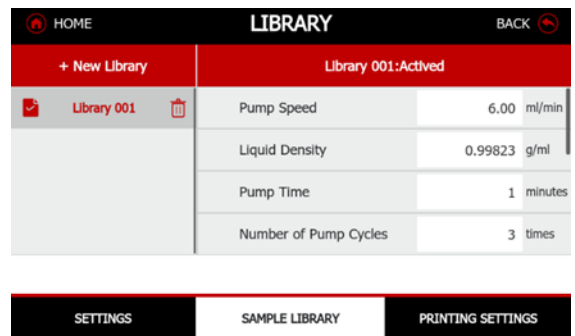 HOME LIBRARY BACK
+ New Library Library 001:Actived
Library 001 Pump Speed 6.00 ml/min
Liquid Density 0.99823 g/ml
Pump Time 1 minutes
Number of Pump Cycles 3 times
SETTINGS SAMPLE LIBRARY PRINTING SETTINGS